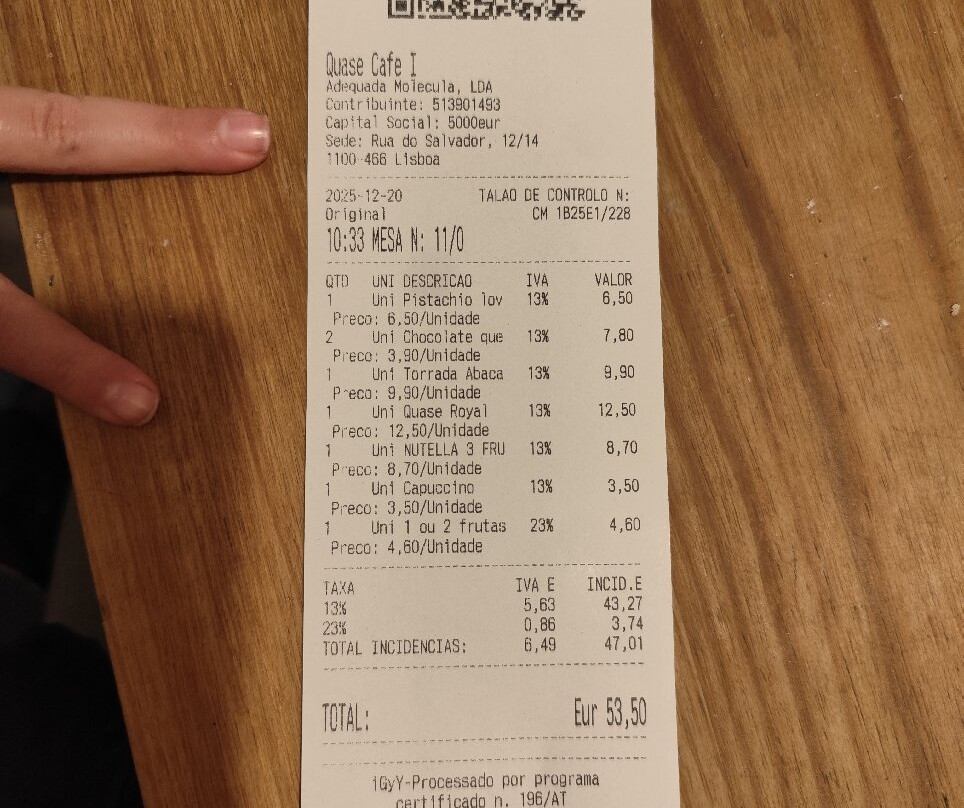 Quase Cafe I
Adequada Molecula, LDA
Contribuinte: 513901493
Capital Social: 5000eur
Sede: Rua do Salvador, 12/14
1100-466 Lisboa
2025-12-20 TALAO DE CONTROLO N:
Original CM 1B25E1/228
10:33 MESA N: 11/0
QTD UNI DESCRICAO IVA VALOR
1 Uni Pistachio lov 13% 6,50
Preco: 6,50/Unidade
2 Uni Chocolate que 13% 7,80
Preco: 3,90/Unidade
1 Uni Torrada Abaca 13% 9,90
Preco: 9,90/Unidade
1 Uni Quase Royal 13% 12,50
Preco: 12,50/Unidade
1 Uni NUTELLA 3 FRU 13% 8,70
Preco: 8,70/Unidade
1 Uni Capuccino 13% 3,50
Preco: 3,50/Unidade
1 Uni 1 ou 2 frutas 23% 4,60
Preco: 4,60/Unidade
TAXA IVA E INCID.E
13% 5,63 43,27
23% 0,86 3,74
TOTAL INCIDENCIAS: 6,49 47,01
TOTAL: Eur 53,50
iGyY-Processado por programa
certificado n. 196/AT